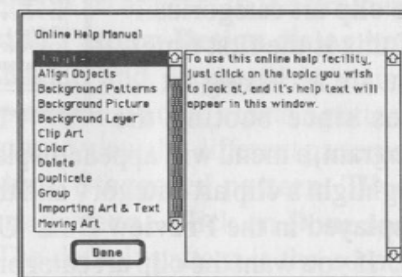 Online Help Manual
Align Objects
Background Patterns
Background Picture
Background Layer
Clip Art
Color
Delete
Duplicate
Group
Importing Art & Text
Moving Art
To use this online help facility,
just click on the topic you wish
to look at, and it's help text will
appear in this window.
Done